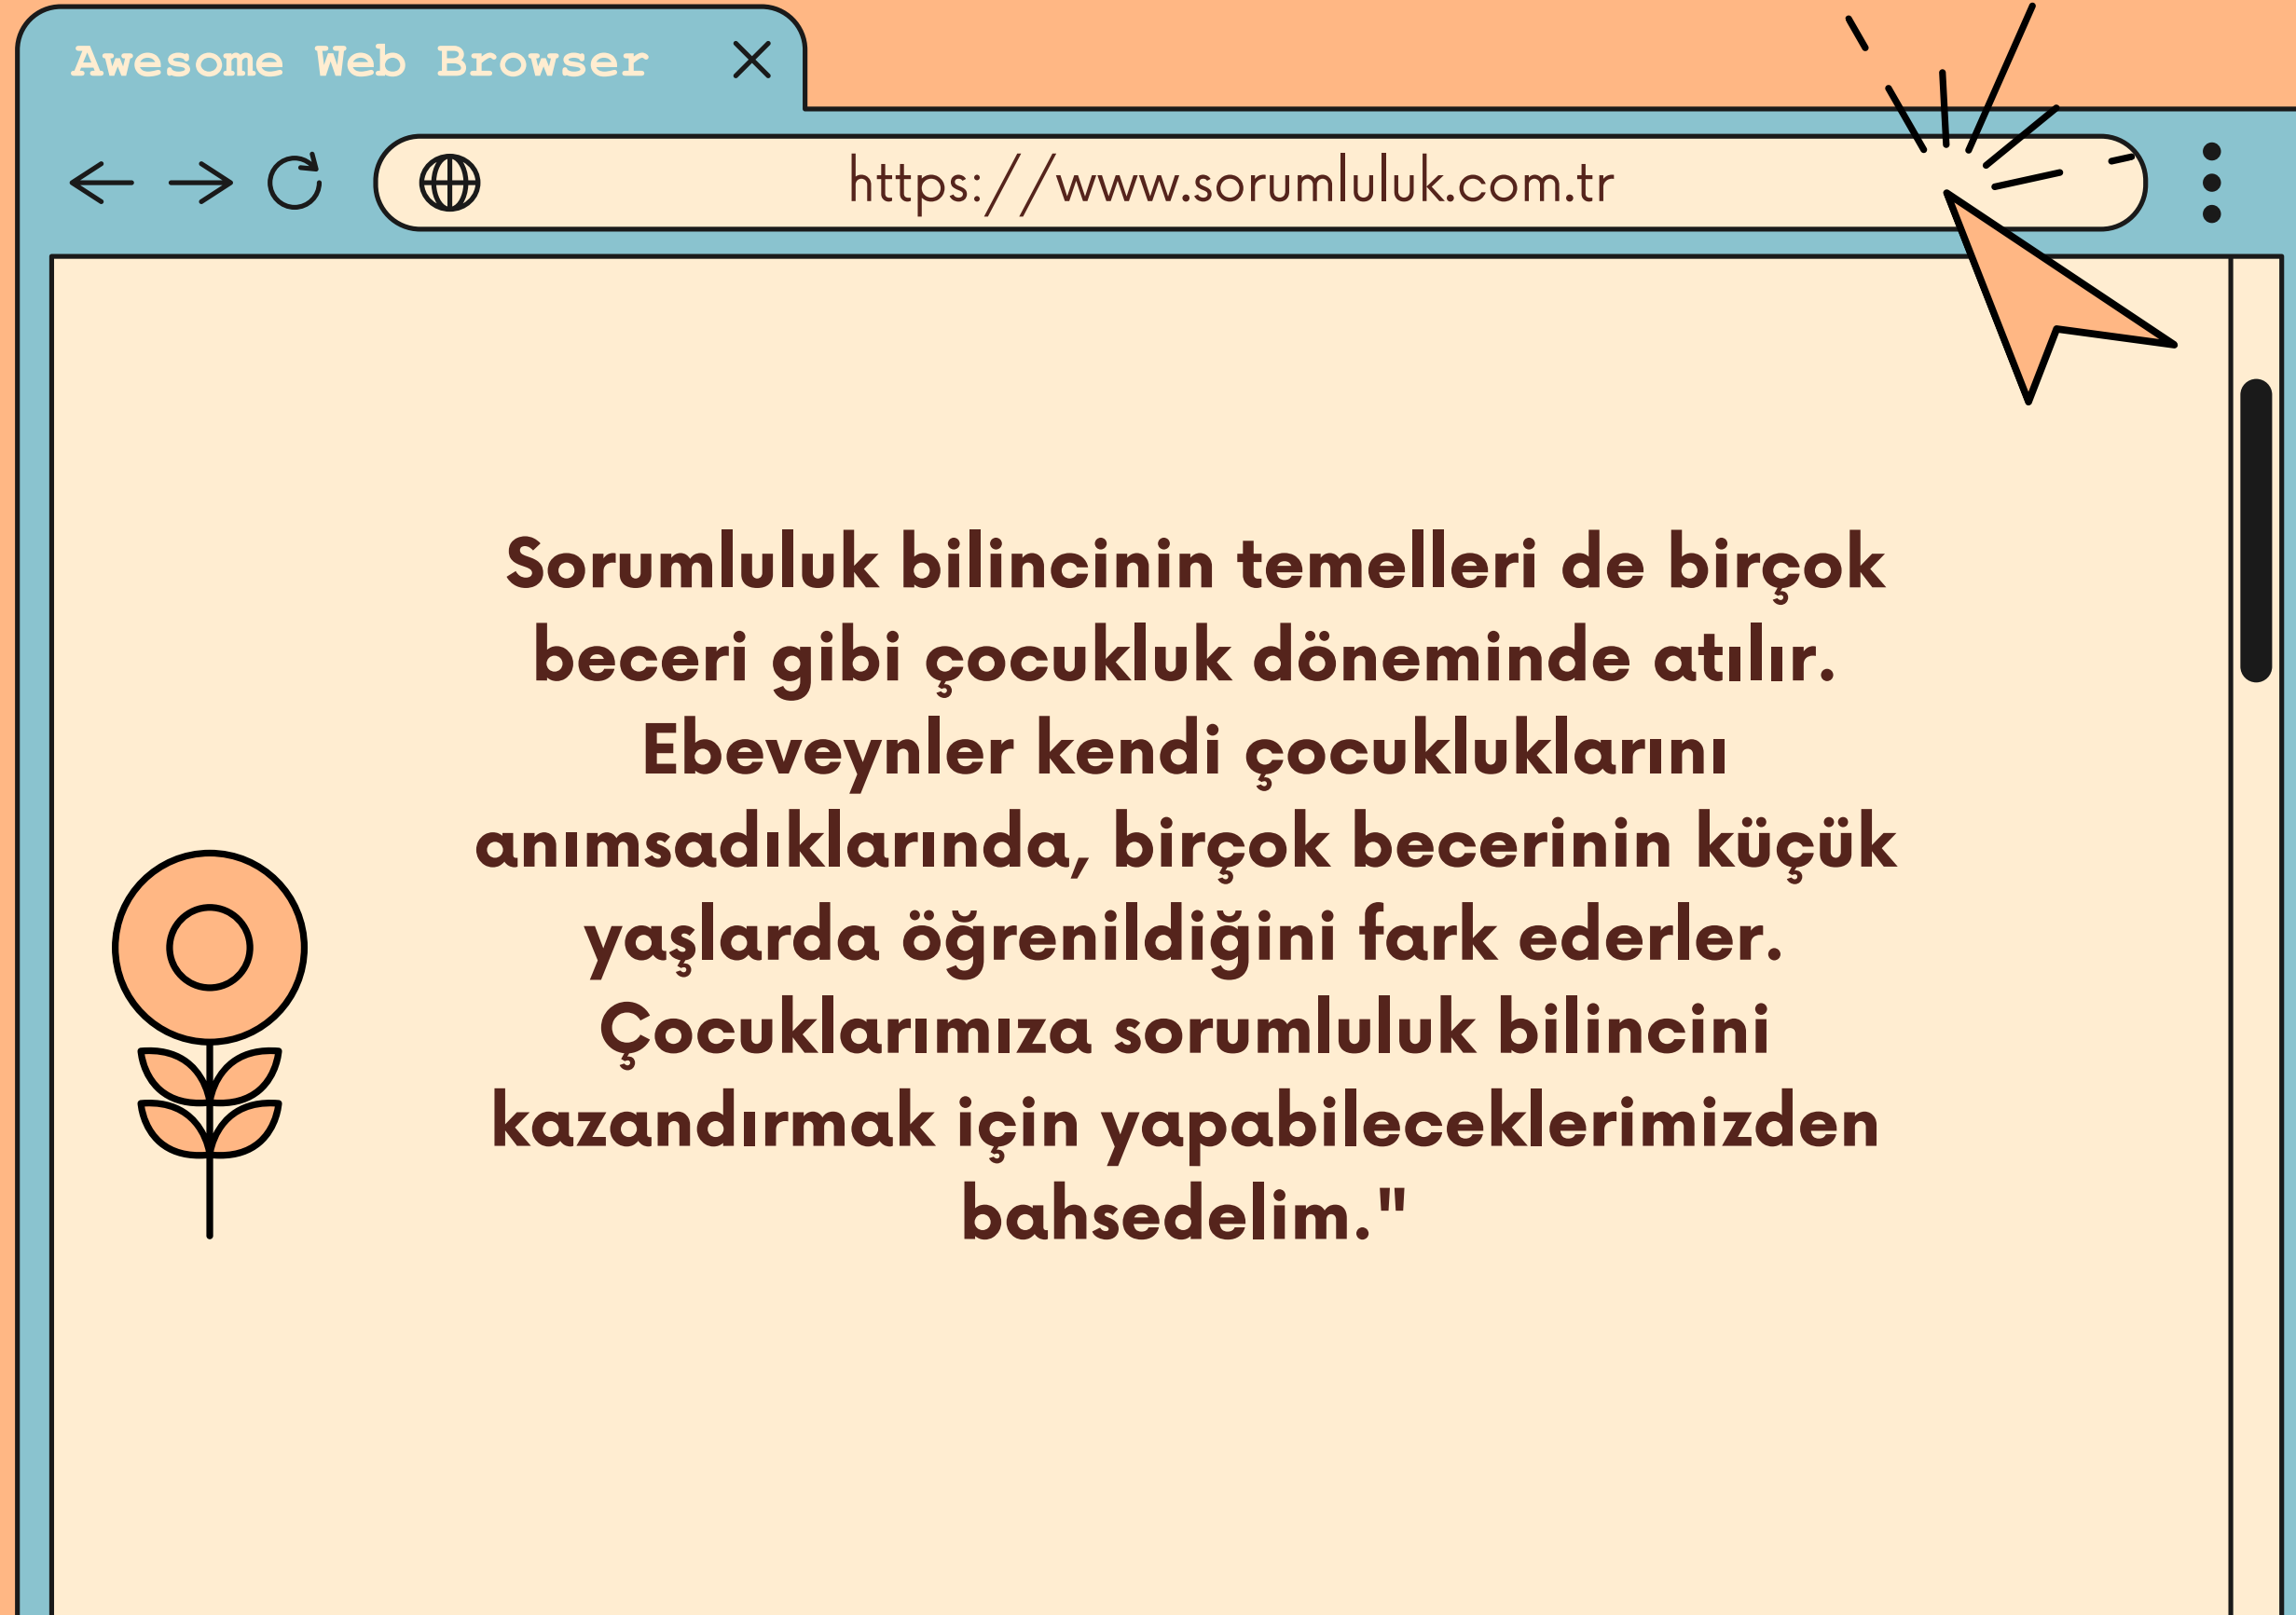 Awesome Web Browser
https://www.sorumluluk.com.tr
Sorumluluk bilincinin temelleri de birçok
beceri gibi çocukluk döneminde atılır.
Ebeveynler kendi çocukluklarını
anımsadıklarında, birçok becerinin küçük
yaşlarda öğrenildiğini fark ederler.
Çocuklarımıza sorumluluk bilincini
kazandırmak için yapabileceklerimizden
bahsedelim."